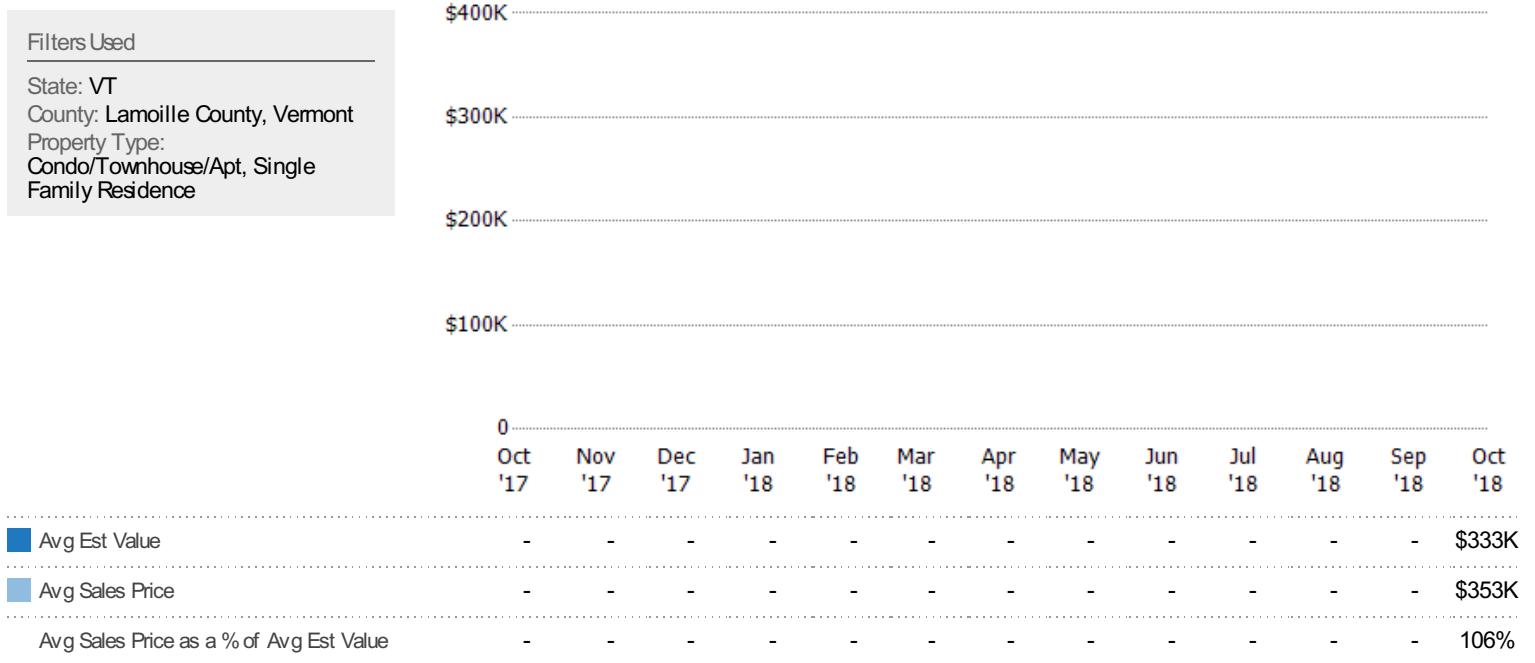 Filters Used
State: VT
County: Lamoille County, Vermont
Property Type:
Condo/Townhouse/Apt, Single
Family Residence
$400K
$300K
$200K
$100K
0
Oct Nov Dec Jan Feb Mar Apr May Jun Jul Aug Sep Oct
'17 '17 '17 '18 '18 '18 '18 '18 '18 '18 '18 '18 '18
Avg Est Value - - - - - - - - - - - - $333K
Avg Sales Price - - - - - - - - - - - - $353K
Avg Sales Price as a % of Avg Est Value - - - - - - - - - - - - 106%